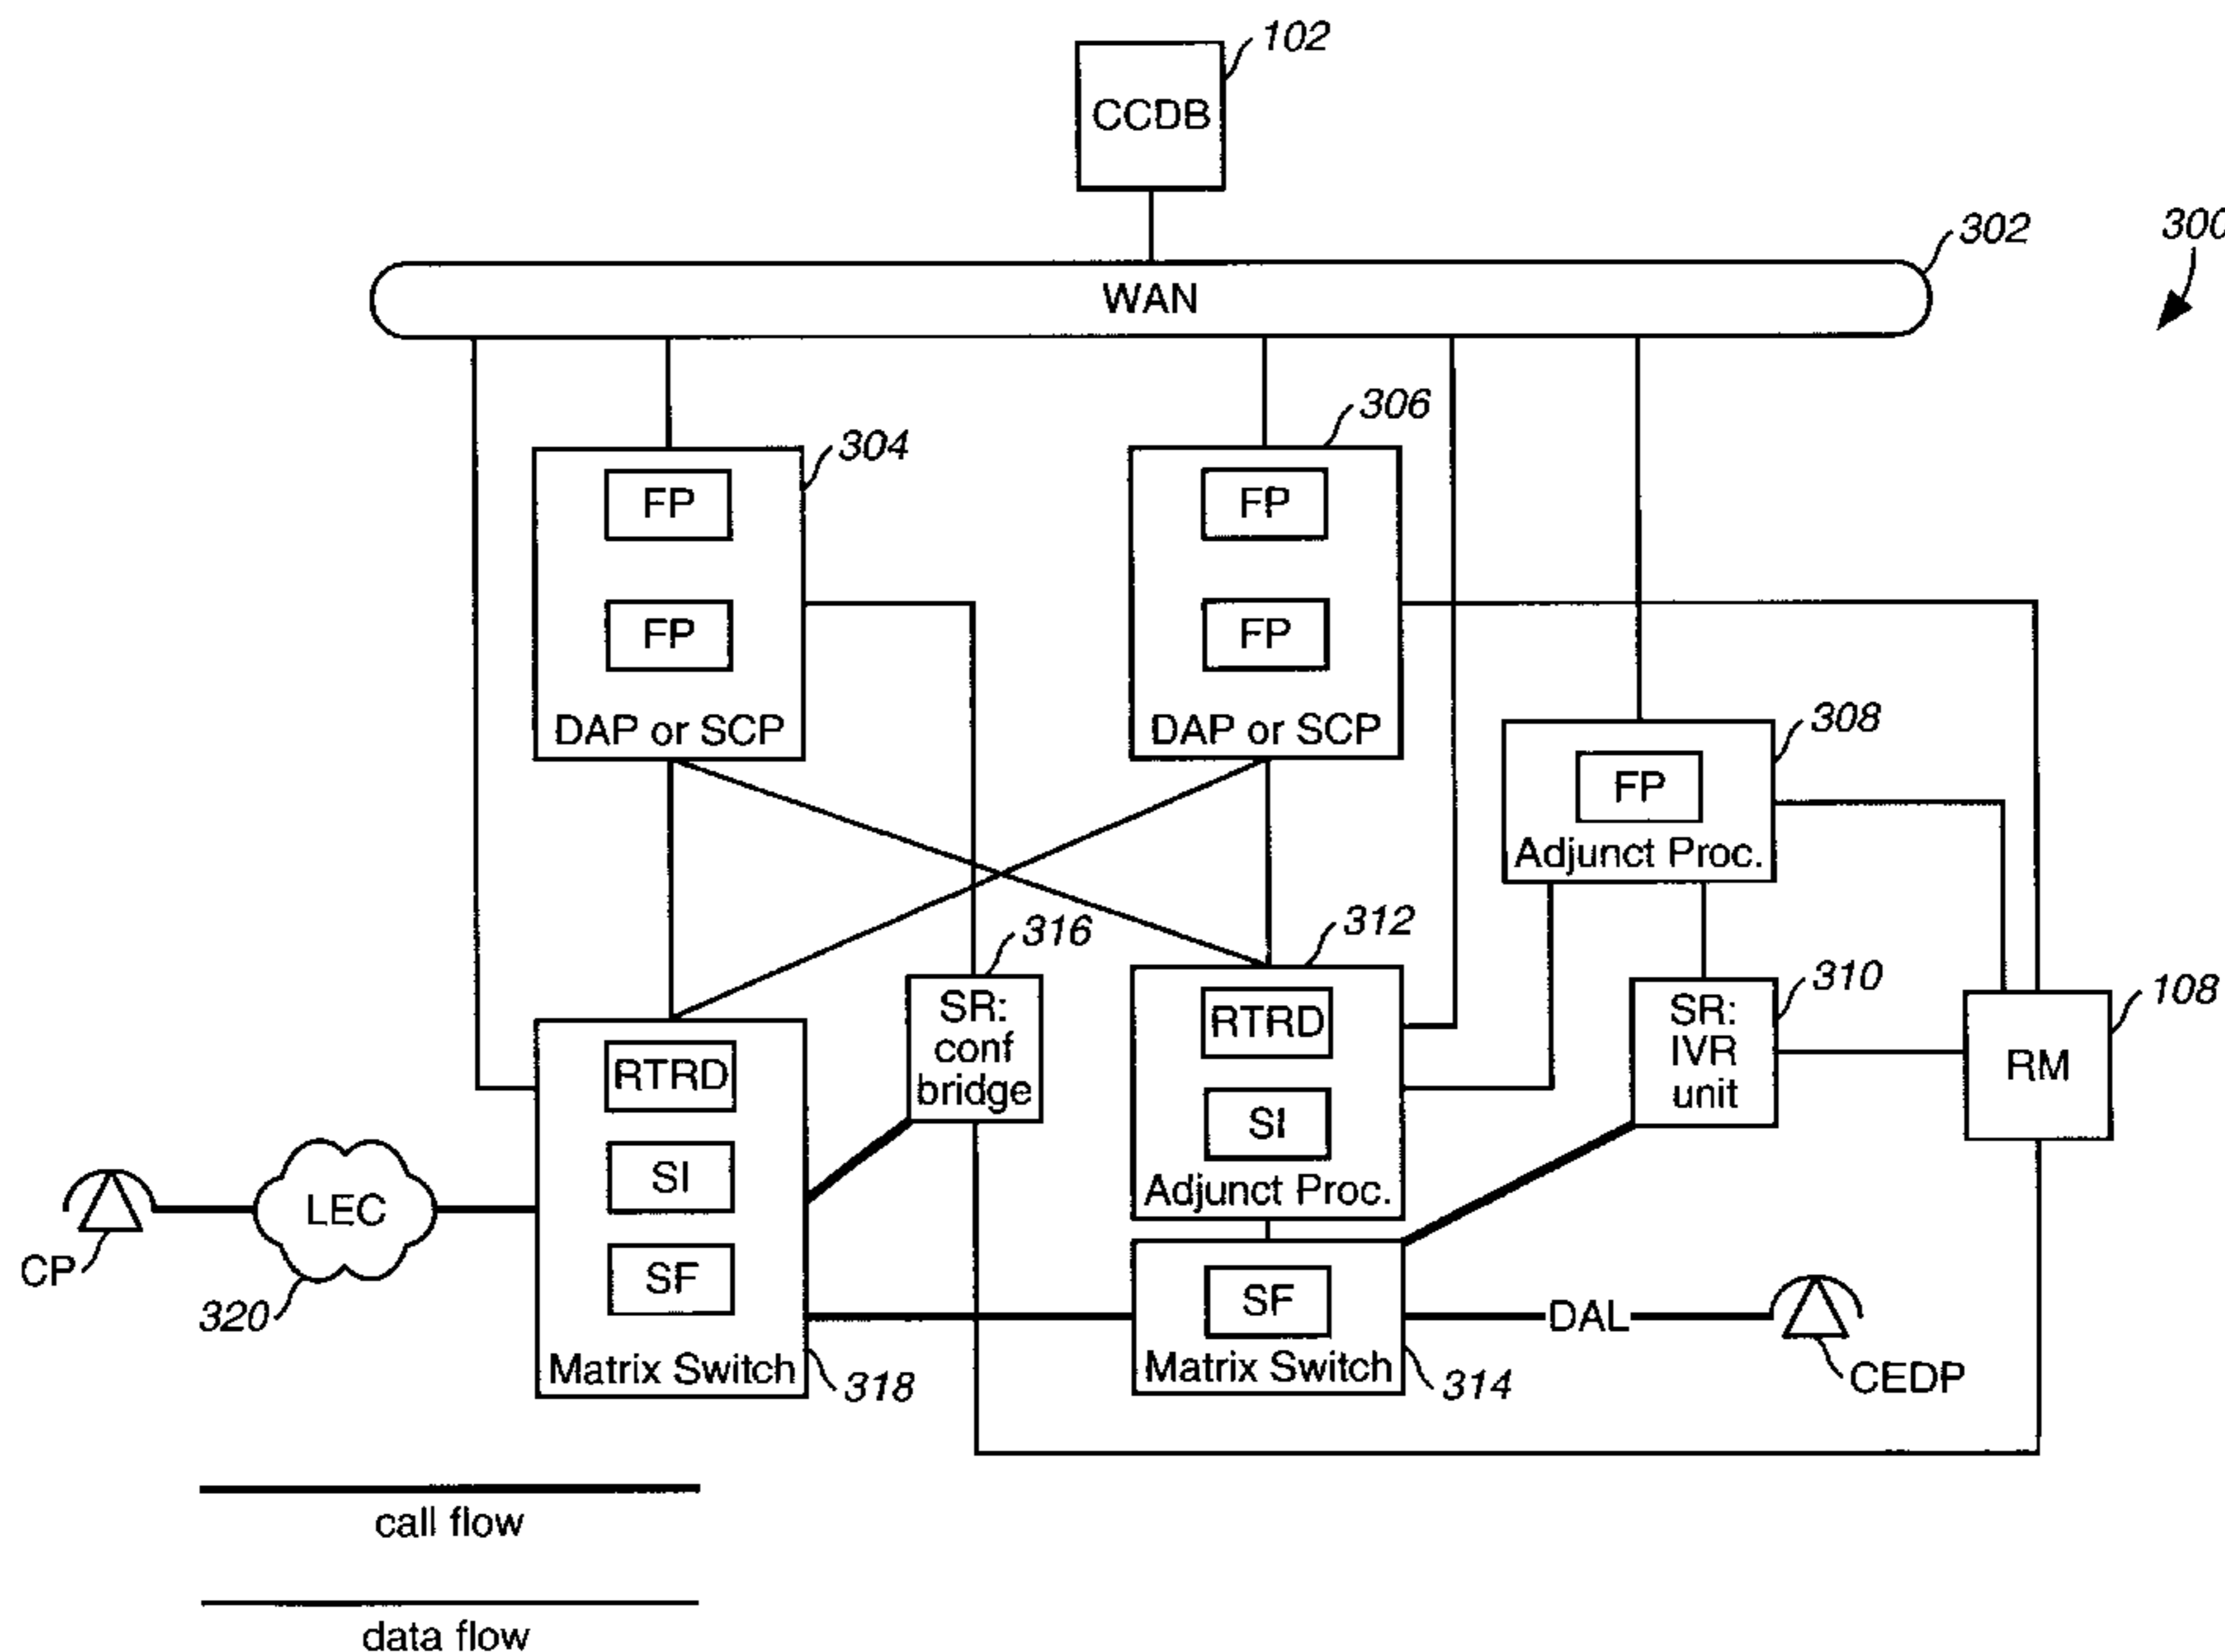 102
CCDB
302
300
WAN
304
306
FP
FP
FP
FP
DAP or SCP
DAP or SCP
308
FP
Adjunct Proc.
316
312
310
108
SR:
conf
bridge
RTRD
SI
Adjunct Proc.
SR:
IVR
unit
RM
RTRD
SI
SF
Matrix Switch
318
CP
LEC
320
SF
Matrix Switch
314
DAL
CEDP
call flow
data flow